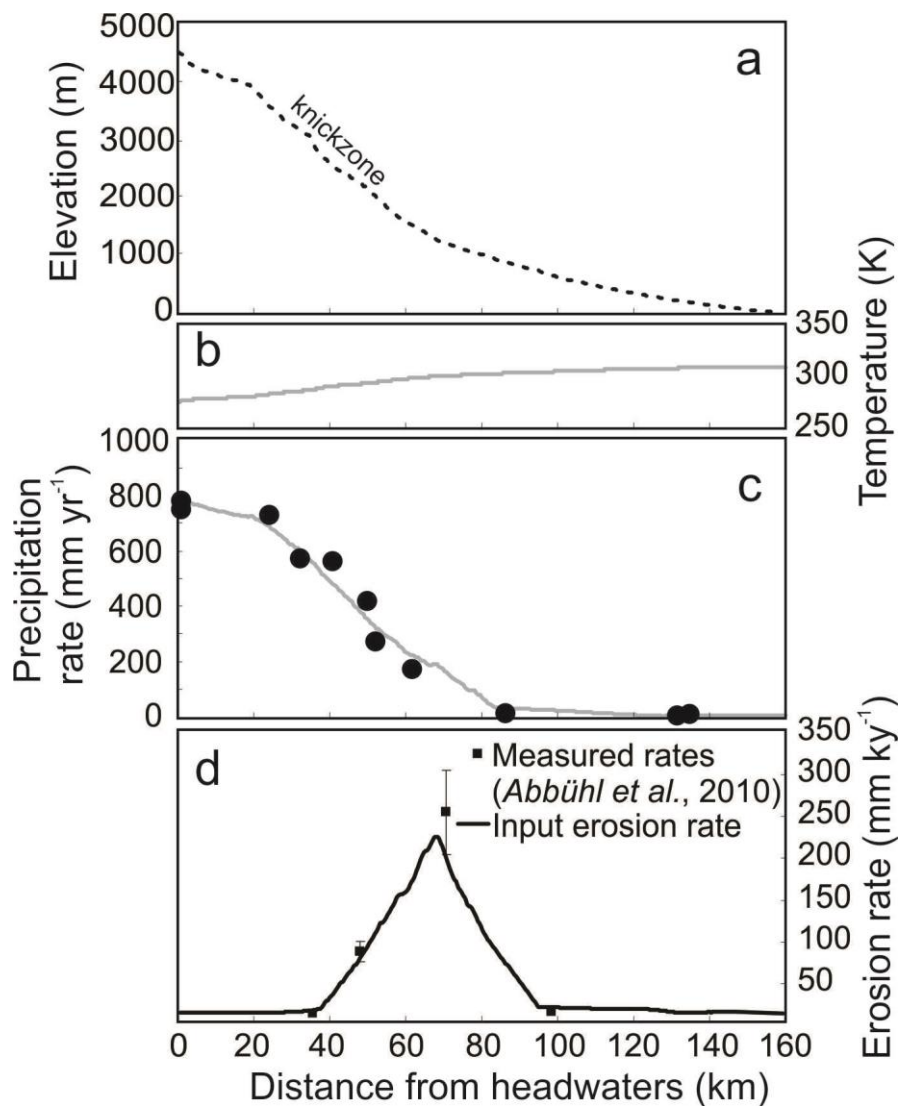 5000
4000
3000
2000
1000
0
Elevation (m)
a
knickzone
b
350
300
250
Temperature (K)
1000
800
600
400
200
0
Precipitation
rate (mm yr-1)
c
d
Measured rates
(Abbühl et al., 2010)
Input erosion rate
350
300
250
200
150
100
50
Erosion rate (mm ky-1)
0 20 40 60 80 100 120 140 160
Distance from headwaters (km)